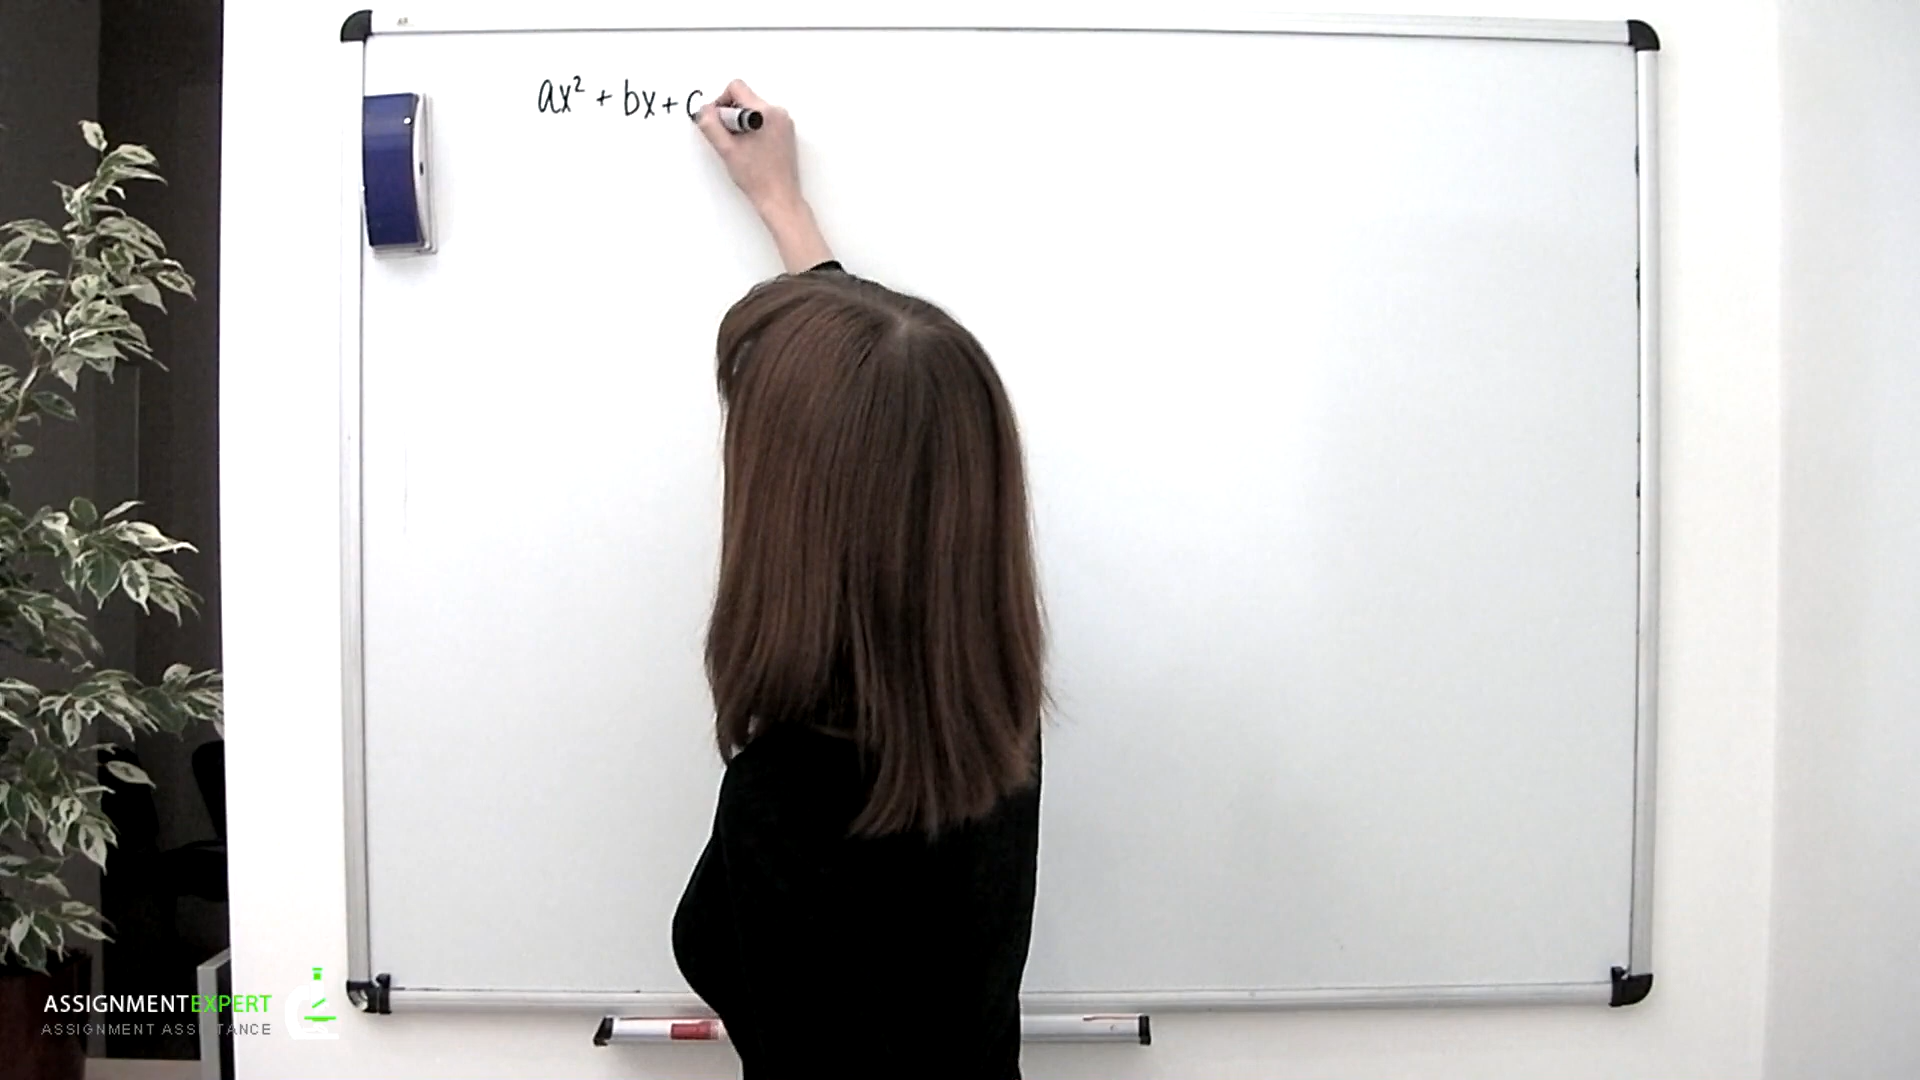 ax² + bx + c
ASSIGNMENTEXPERT
ASSIGNMENT ASSISTANCE